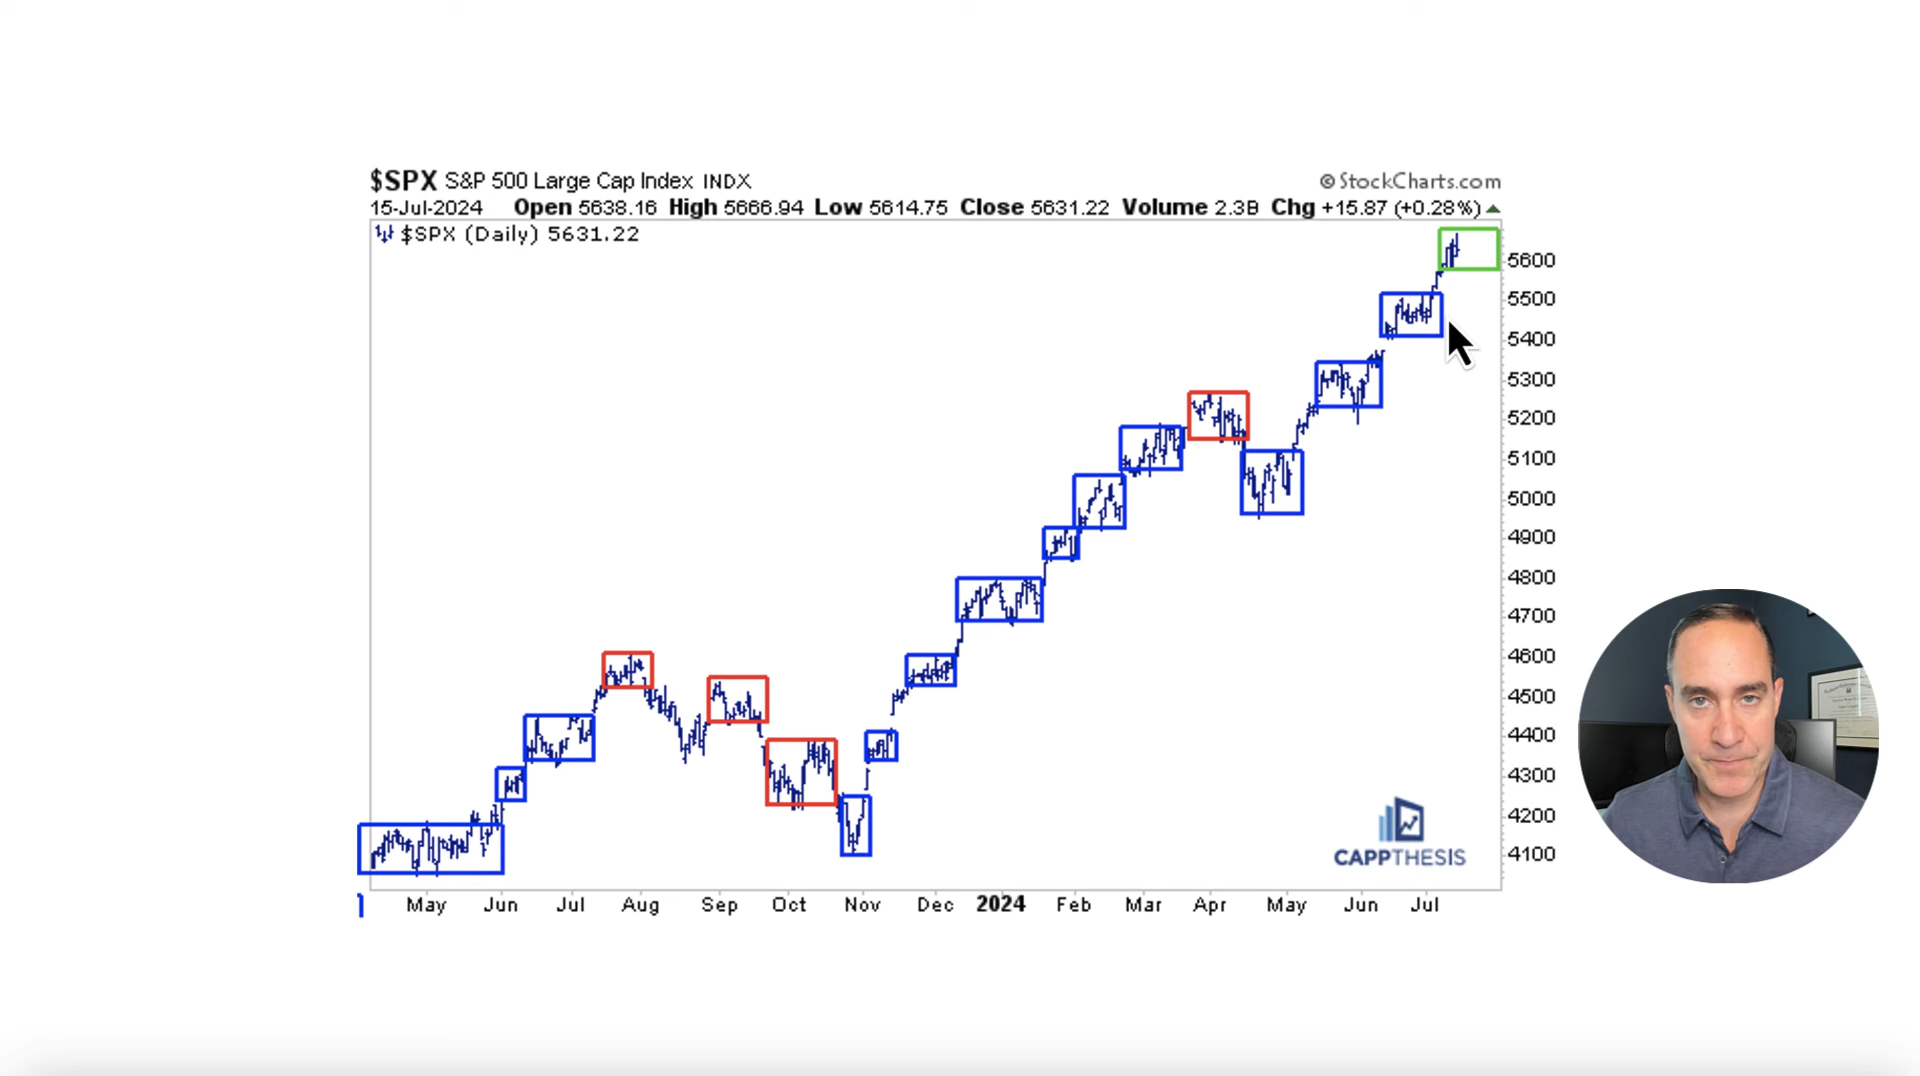 $SPX S&P 500 Large Cap Index INDX
© StockCharts.com
15-Jul-2024 Open 5638.16 High 5666.94 Low 5614.75 Close 5631.22 Volume 2.3B Chg +15.87 (+0.28%)
$SPX (Daily) 5631.22
5600
5500
5400
5300
5200
5100
5000
4900
4800
4700
4600
4500
4400
4300
4200
4100
CAPPTHESIS
May Jun Jul Aug Sep Oct Nov Dec 2024 Feb Mar Apr May Jun Jul